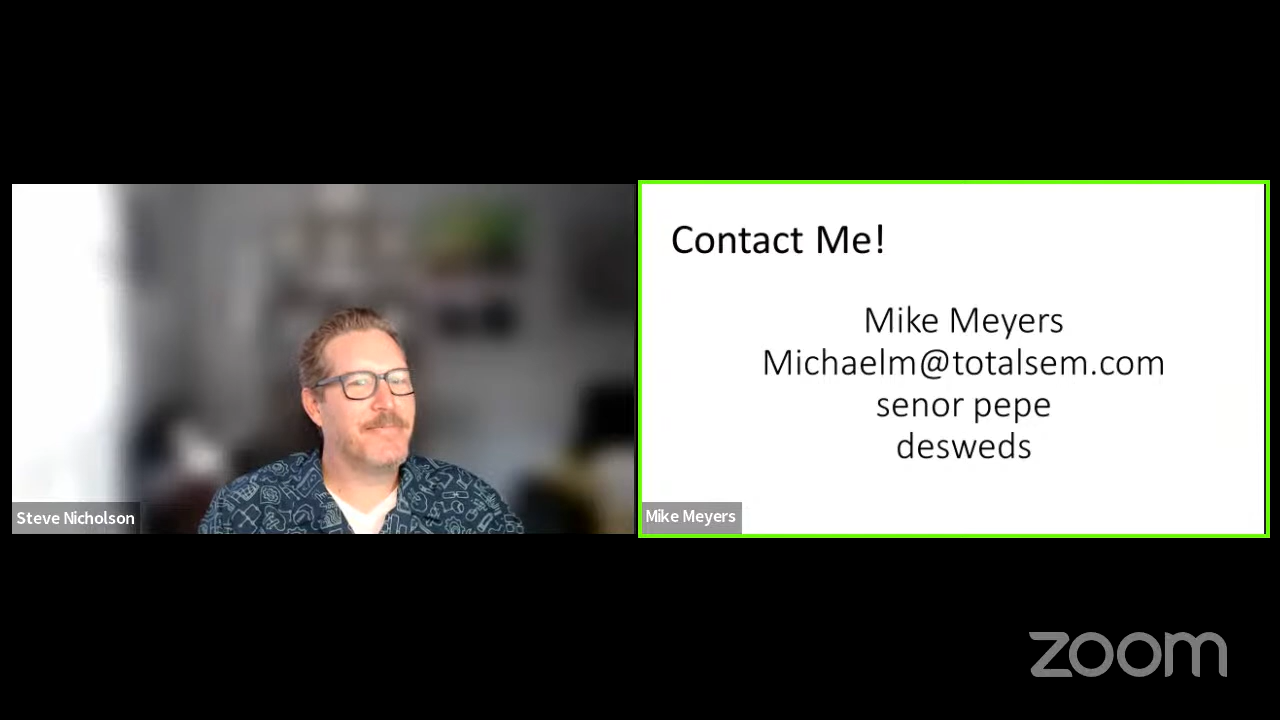 Contact Me!
Mike Meyers
Michaelm@totalsem.com
senor pepe
desweds
Steve Nicholson
Mike Meyers
zoom